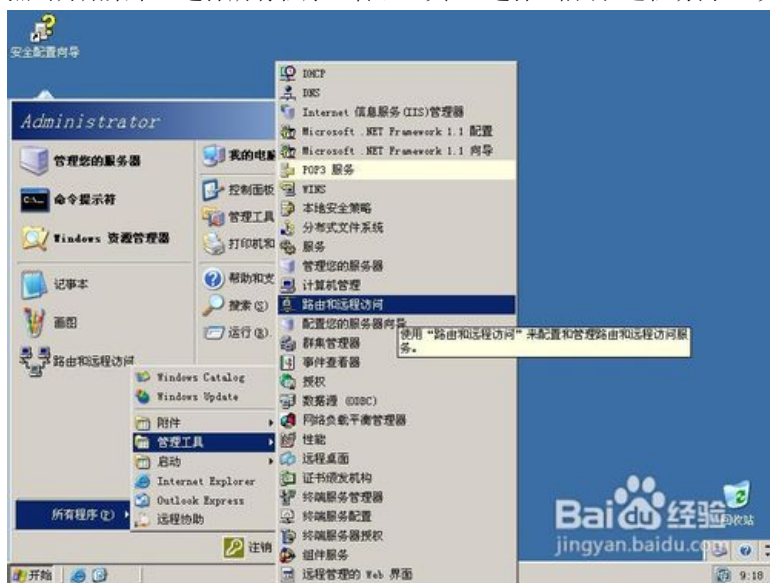 安全配置向导
Administrator
管理您的服务器
命令提示符
Windows 资源管理器
记事本
画图
路由和远程访问
所有程序(P)
我的电脑
控制面板
管理工具
打印机和
帮助和支
搜索(S)
运行(R)
注销
Windows Catalog
Windows Update
附件
管理工具
启动
Internet Explorer
Outlook Express
远程协助
DHCP
DNS
Internet 信息服务(IIS)管理器
Microsoft .NET Framework 1.1 配置
Microsoft .NET Framework 1.1 向导
POP3 服务
WINS
本地安全策略
分布式文件系统
服务
管理您的服务器
计算机管理
路由和远程访问
配置您的服务器向导
使用“路由和远程访问”来配置和管理路由和远程访问服
务。
群集管理器
事件查看器
授权
数据源 (ODBC)
网络负载平衡管理器
性能
远程桌面
证书颁发机构
终端服务管理器
终端服务配置
终端服务器授权
组件服务
远程管理的 Web 界面
Bai 经验
jingyan.baidu.com
回收站
开始
9:18